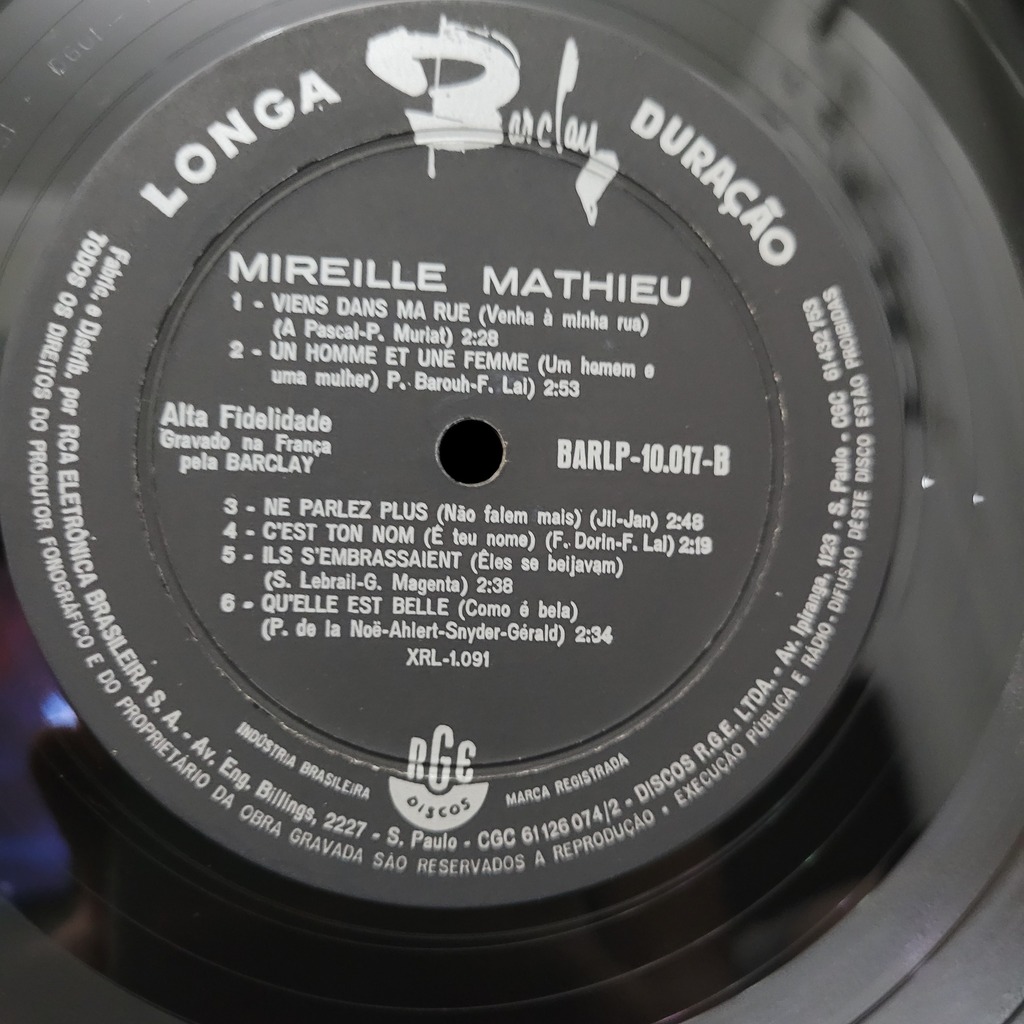 LONGA Barclay DURAÇÃO
MIREILLE MATHIEU
1 - VIENS DANS MA RUE (Venha à minha rua)
(A Pascal-P. Muriat) 2:28
2 - UN HOMME ET UNE FEMME (Um homem e
uma mulher) P. Barouh-F. Lai) 2:53
Alta Fidelidade
Gravado na França
pela BARCLAY
BARLP-10.017-B
3 - NE PARLEZ PLUS (Não falem mais) (Jil-Jan) 2:48
4 - C'EST TON NOM (É teu nome) (F. Dorin-F. Lai) 2:19
5 - ILS S'EMBRASSAIENT (Êles se beijavam)
(S. Lebrail-G. Magenta) 2:38
6 - QU'ELLE EST BELLE (Como é bela)
(P. de la Noë-Ahlert-Snyder-Gérald) 2:34
XRL-1.091
INDÚSTRIA BRASILEIRA
RGE
DISCOS
MARCA REGISTRADA
Fabric. e Distrib. por RCA ELETRÔNICA BRASILEIRA S. A. - Av. Eng. Billings, 2227 - S. Paulo - CGC 61 126 074/2 - DISCOS R.G.E. LTDA. - Av. Ipiranga, 1123 - S. Paulo - CGC 61 432 753
TODOS OS DIREITOS DO PRODUTOR FONOGRÁFICO E DO PROPRIETÁRIO DA OBRA GRAVADA SÃO RESERVADOS A REPRODUÇÃO - EXECUÇÃO PÚBLICA E RÁDIO - DIFUSÃO DÊSTE DISCO ESTÃO PROIBIDAS